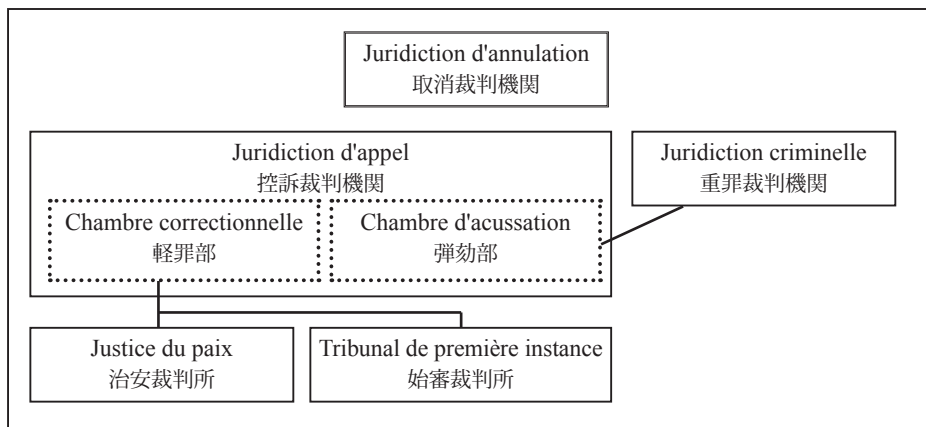 Juridiction d'annulation
取消裁判機関
Juridiction d'appel
控訴裁判機関
Juridiction criminelle
重罪裁判機関
Chambre correctionnelle
軽罪部
Chambre d'acussation
弾劾部
Justice du paix
治安裁判所
Tribunal de première instance
始審裁判所